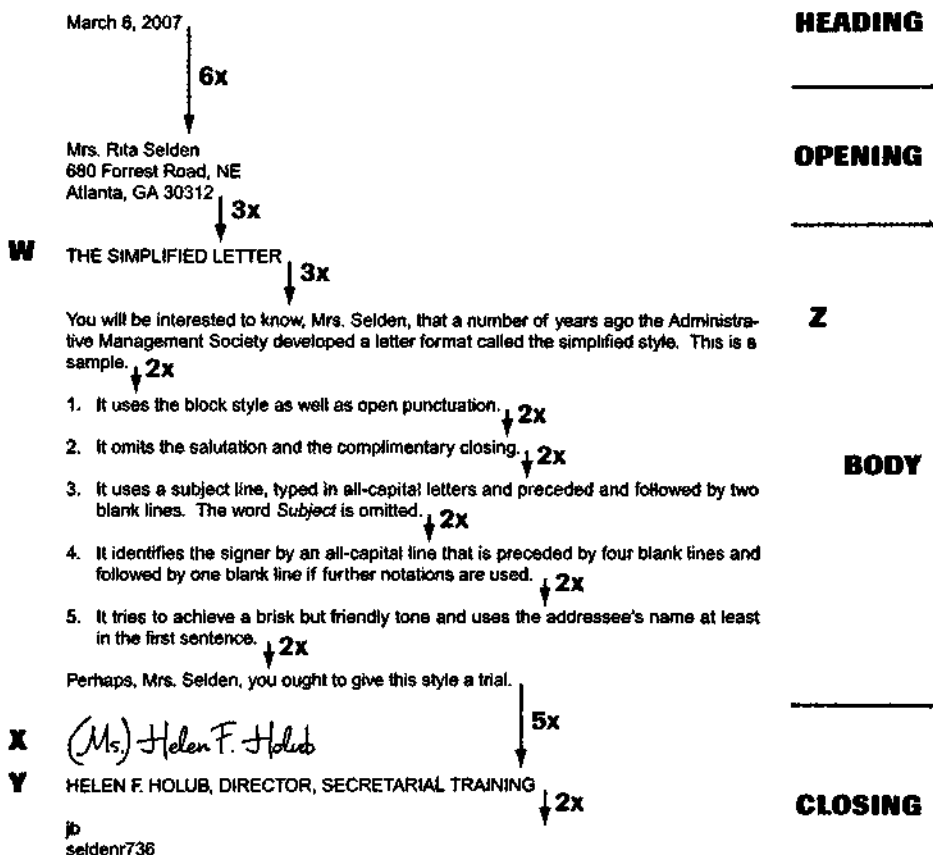 March 6, 2007
HEADING
6x
Mrs. Rita Selden
680 Forrest Road, NE
OPENING
Atlanta, GA 30312
3x
W THE SIMPLIFIED LETTER
3x
You will be interested to know, Mrs. Selden, that a number of years ago the Administra-
Z
tive Management Society developed a letter format called the simplified style. This is a
sample.
2x
1. It uses the block style as well as open punctuation.
2x
2. It omits the salutation and the complimentary closing.
2x
BODY
3. It uses a subject line, typed in all-capital letters and preceded and followed by two
blank lines. The word Subject is omitted.
2x
4. It identifies the signer by an all-capital line that is preceded by four blank lines and
followed by one blank line if further notations are used.
2x
5. It tries to achieve a brisk but friendly tone and uses the addressee's name at least
in the first sentence.
2x
Perhaps, Mrs. Selden, you ought to give this style a trial.
5x
X (Ms.) Helen F. Holub
Y HELEN F. HOLUB, DIRECTOR, SECRETARIAL TRAINING
2x
CLOSING
jb
seldenr736